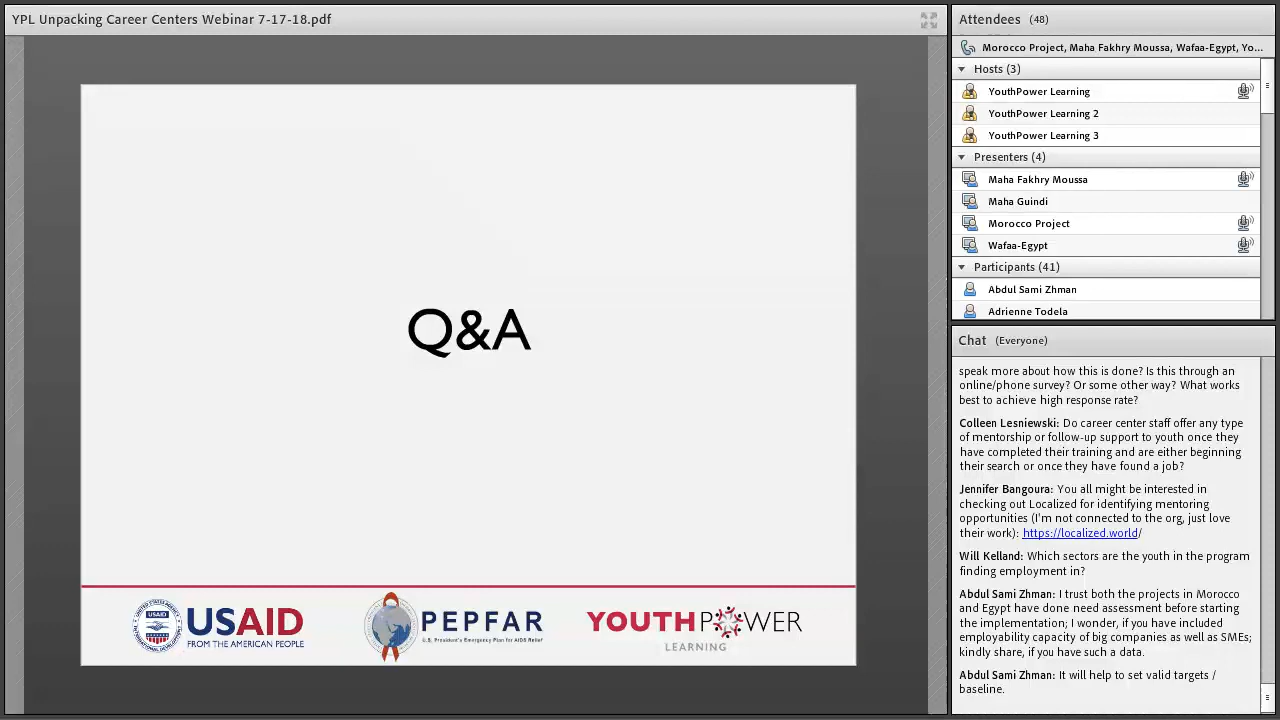 YPL Unpacking Career Centers Webinar 7-17-18.pdf
Q&A
USAID
USAID
FROM THE AMERICAN PEOPLE
PEPFAR
U.S. President's Emergency Plan for AIDS Relief
YOUTHPOWER
LEARNING
Attendees (48)
Morocco Project, Maha Fakhry Moussa, Wafaa-Egypt, Yo...
Hosts (3)
YouthPower Learning
YouthPower Learning 2
YouthPower Learning 3
Presenters (4)
Maha Fakhry Moussa
Maha Guindi
Morocco Project
Wafaa-Egypt
Participants (41)
Abdul Sami Zhman
Adrienne Todela
Chat (Everyone)
speak more about how this is done? Is this through an
online/phone survey? Or some other way? What works
best to achieve high response rate?
Colleen Lesniewski: Do career center staff offer any type
of mentorship or follow-up support to youth once they
have completed their training and are either beginning
their search or once they have found a job?
Jennifer Bangoura: You all might be interested in
checking out Localized for identifying mentoring
opportunities (I'm not connected to the org, just love
their work): https://localized.world/
Will Kelland: Which sectors are the youth in the program
finding employment in?
Abdul Sami Zhman: I trust both the projects in Morocco
and Egypt have done need assessment before starting
the implementation; I wonder, if you have included
employability capacity of big companies vs SMEs;
kindly share, if you have such a data.
Abdul Sami Zhman: It will help to set valid targets /
baseline.